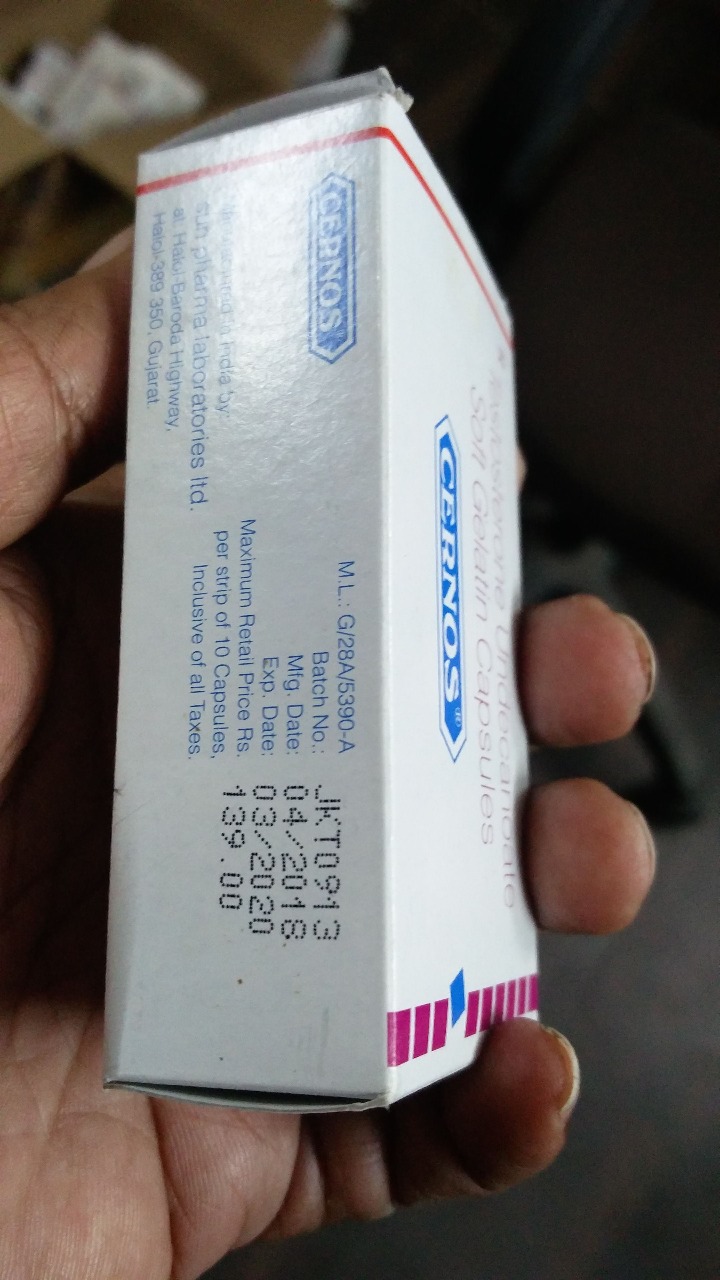 CERNOS®
Testosterone Undecanoate
Soft Gelatin Capsules
CERNOS®
M.L.: G/28A/5390-A
Batch No.: JKT0913
Mfg. Date: 04/2018
Exp. Date: 03/2020
Maximum Retail Price Rs. 139.00
per strip of 10 Capsules,
Inclusive of all Taxes.
in India by:
sun pharma laboratories ltd.
at Halol-Baroda Highway,
Halol-389 350, Gujarat.